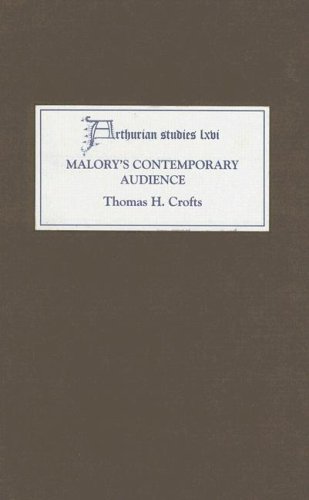 Arthurian studies lxvi
MALORY'S CONTEMPORARY
AUDIENCE
Thomas H. Crofts